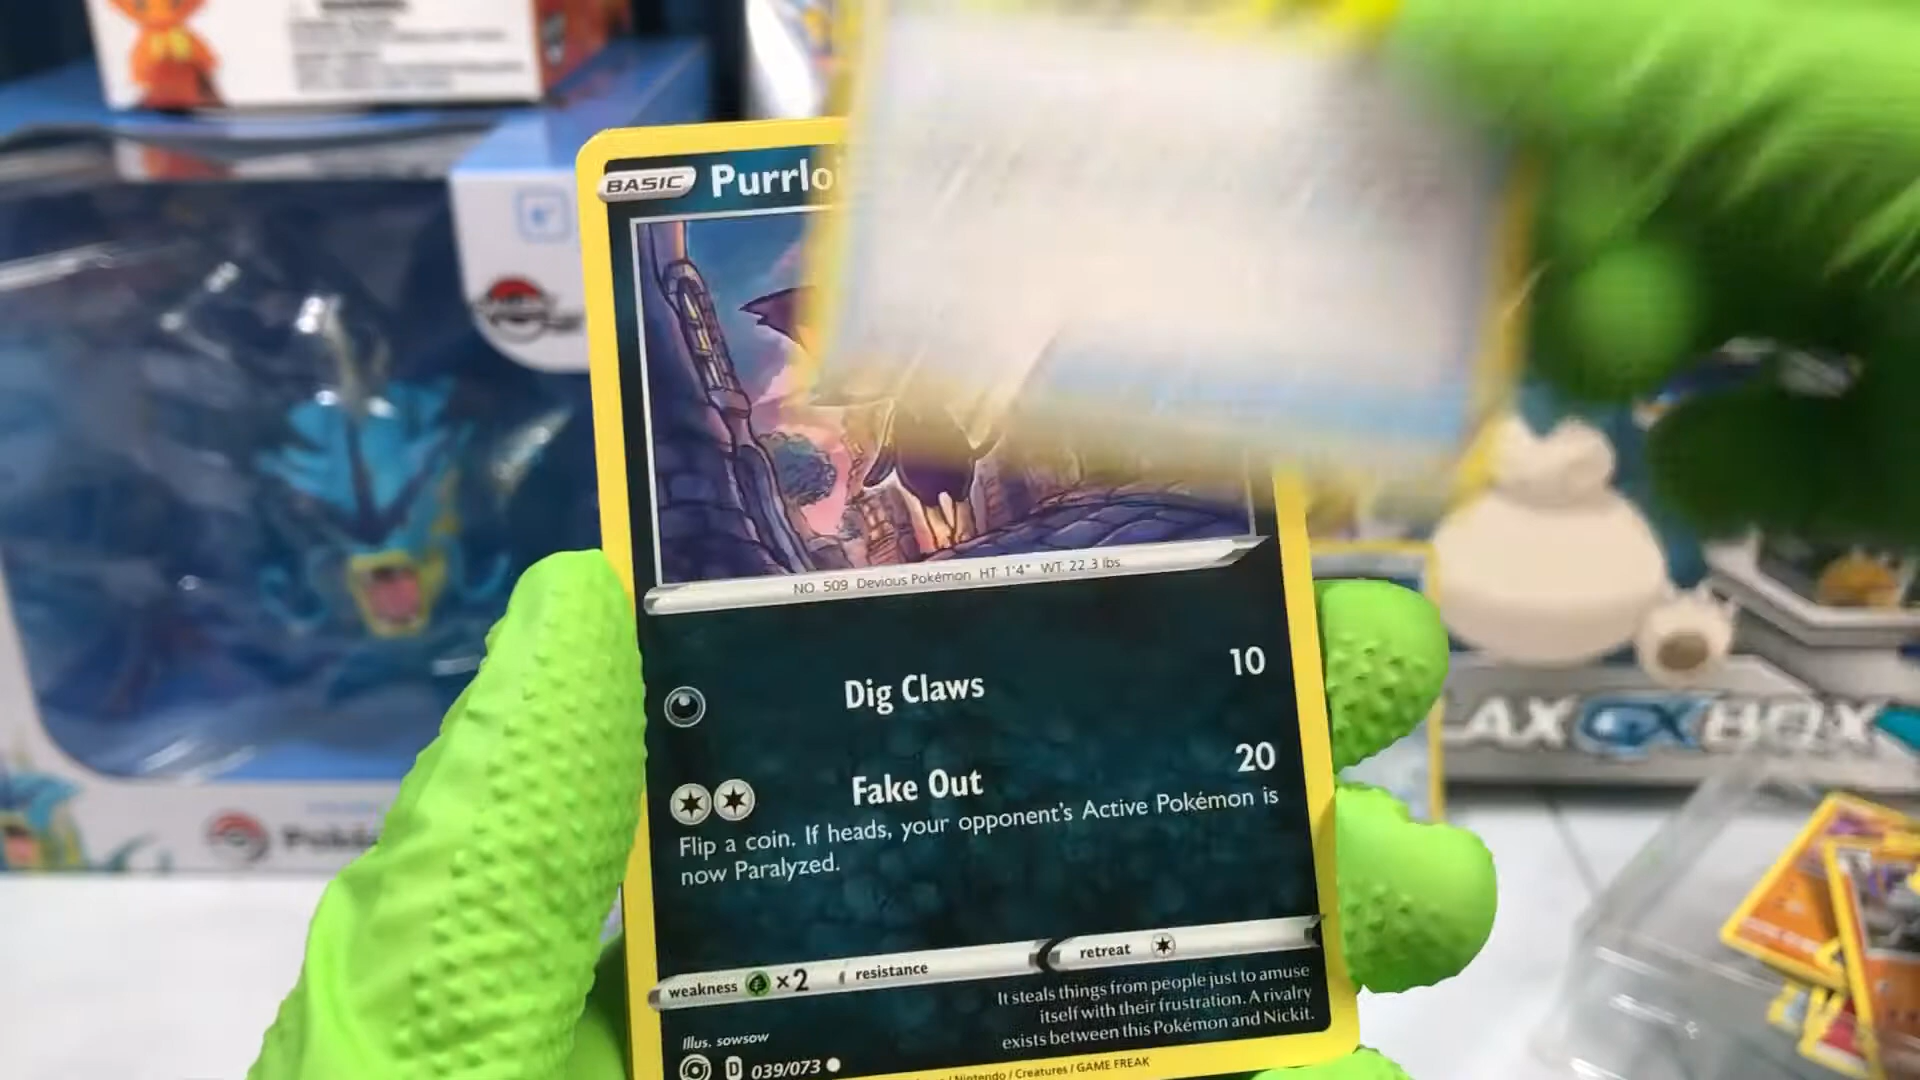 BASIC Purrlo
NO. 509 Devious Pokémon HT: 1'4" WT: 22.3 lbs.
Dig Claws 10
Fake Out 20
Flip a coin. If heads, your opponent's Active Pokémon is
now Paralyzed.
weakness ×2 resistance retreat
It steals things from people just to amuse
itself with their frustration. A rivalry
exists between this Pokémon and Nickit.
Illus. sowsow
D 039/073
/ Nintendo / Creatures / GAME FREAK
LAX GX BOX
Poké